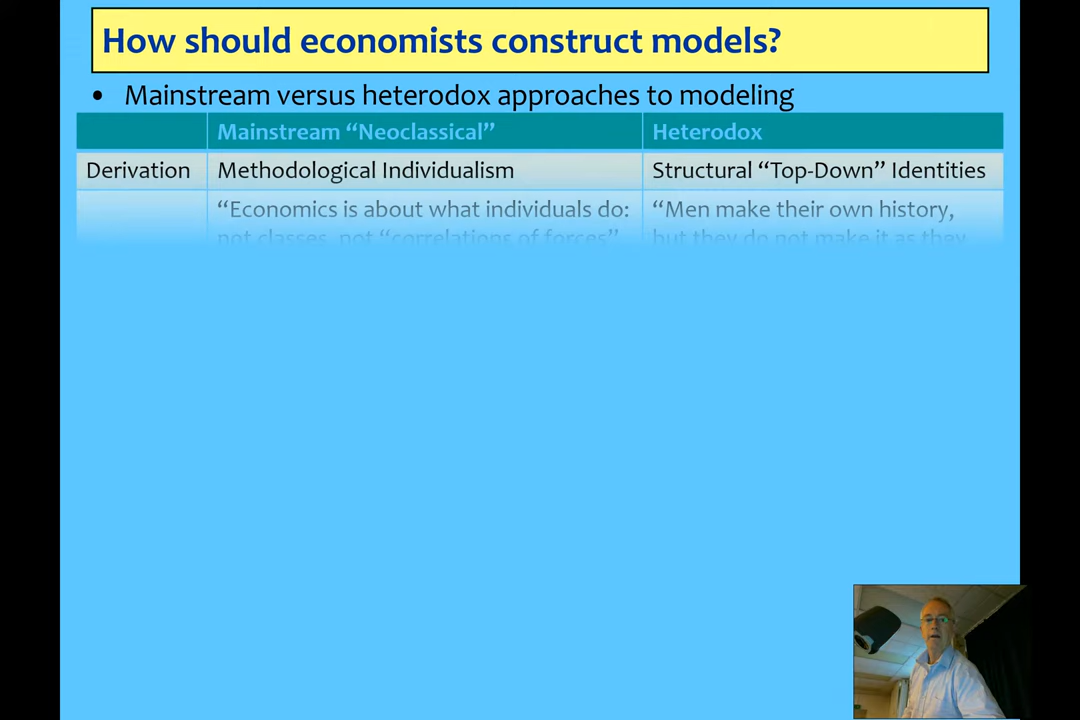 How should economists construct models?
• Mainstream versus heterodox approaches to modeling
Mainstream “Neoclassical” Heterodox
Derivation Methodological Individualism Structural “Top-Down” Identities
“Economics is about what individuals do: “Men make their own history,
not classes, not “correlations of forces” but they do not make it as they